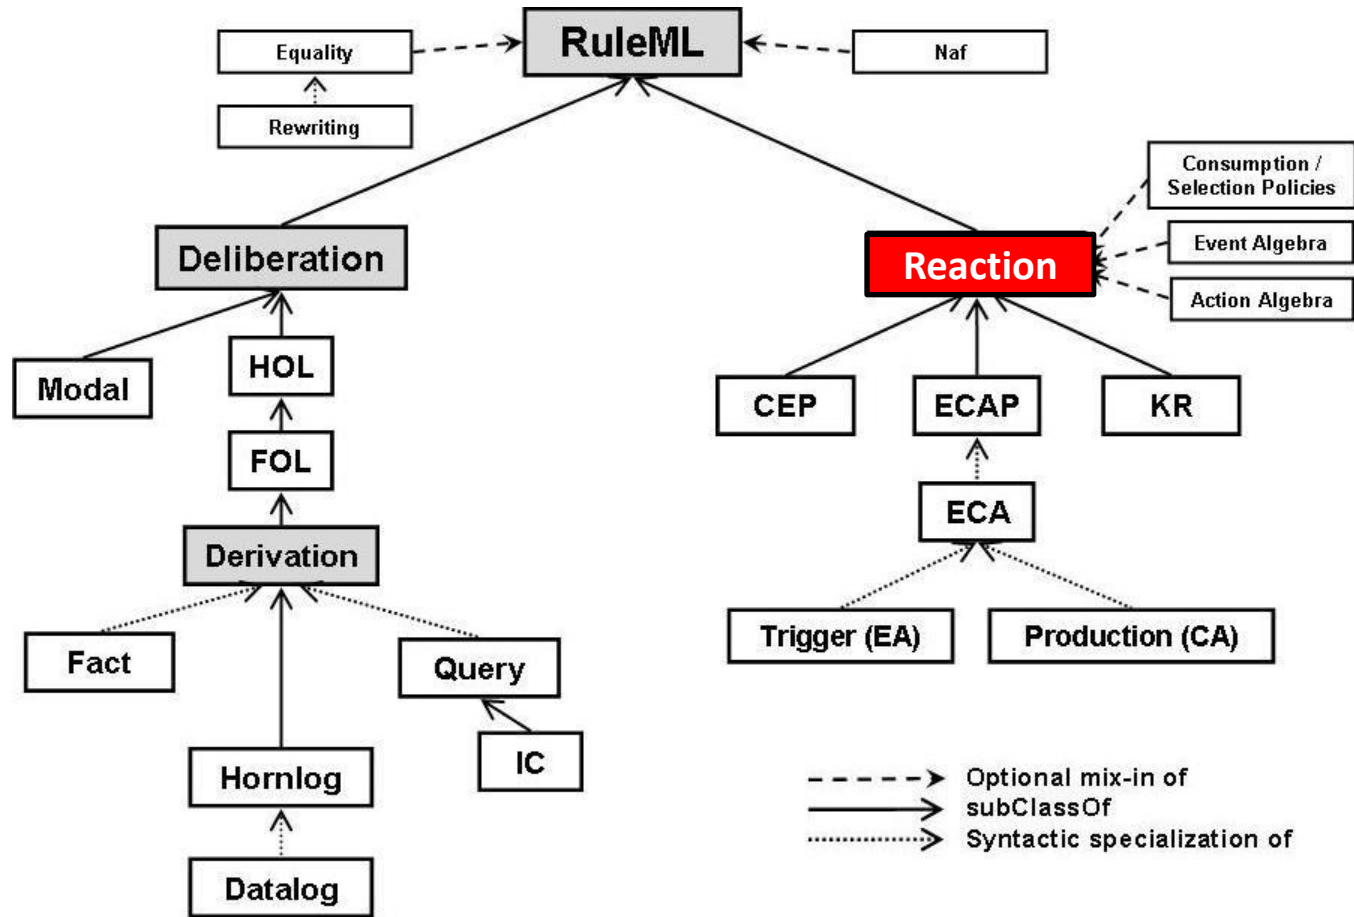 RuleML
Equality
Naf
Rewriting
Consumption /
Selection Policies
Event Algebra
Action Algebra
Deliberation
Reaction
Modal
HOL
CEP
ECAP
KR
FOL
ECA
Derivation
Trigger (EA)
Production (CA)
Fact
Query
Hornlog
IC
Datalog
Optional mix-in of
subClassOf
Syntactic specialization of